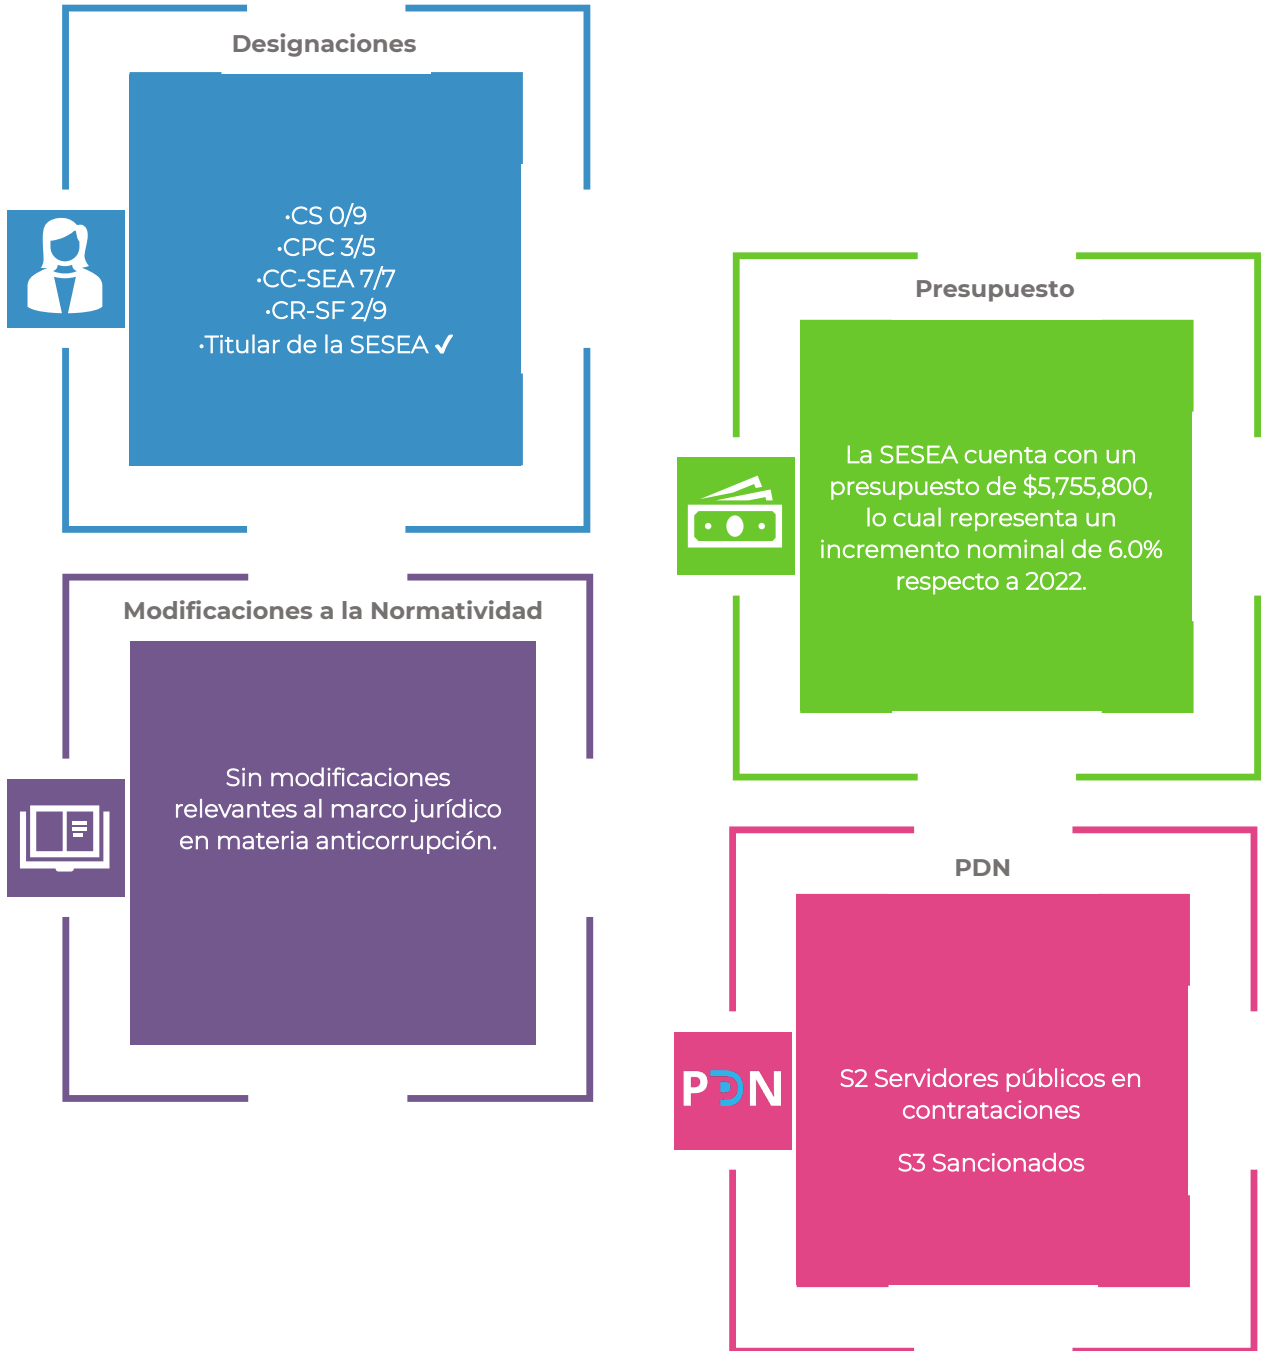 Designaciones
•CS 0/9
•CPC 3/5
•CC-SEA 7/7
•CR-SF 2/9
•Titular de la SESEA ✓
Presupuesto
La SESEA cuenta con un
presupuesto de $5,755,800,
lo cual representa un
incremento nominal de 6.0%
respecto a 2022.
Modificaciones a la Normatividad
Sin modificaciones
relevantes al marco jurídico
en materia anticorrupción.
PDN
PDN
S2 Servidores públicos en
contrataciones
S3 Sancionados